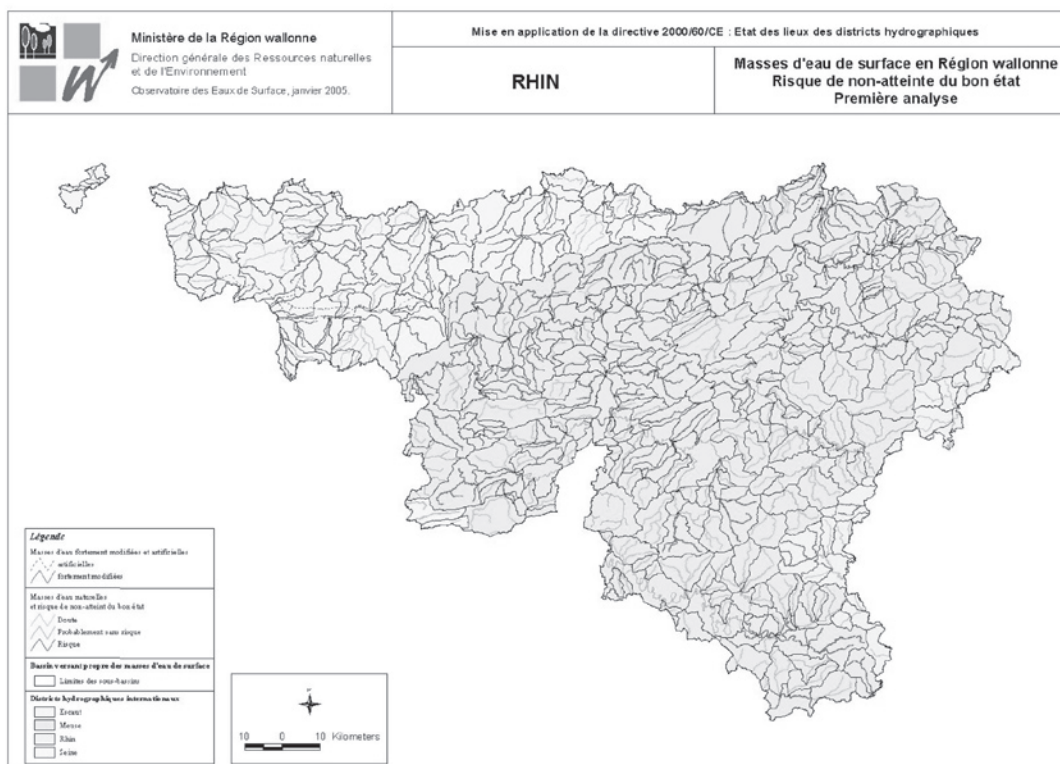 Ministère de la Région wallonne
Direction générale des Ressources naturelles
et de l'Environnement
Observatoire des Eaux de Surface, janvier 2005.
Mise en application de la directive 2000/60/CE : Etat des lieux des districts hydrographiques
RHIN
Masses d'eau de surface en Région wallonne
Risque de non-atteinte du bon état
Première analyse
Légende
Masses d'eau fortement modifiées et artificielles
artificielles
fortement modifiées
Masses d'eau naturelles
et risque de non-atteint du bon état
Doute
Probablement sans risque
Risque
Bassin versant propre des masses d'eau de surface
Limites des sous-bassins
Districts hydrographiques internationaux
Escaut
Meuse
Rhin
Seine
10 0 10 Kilometers